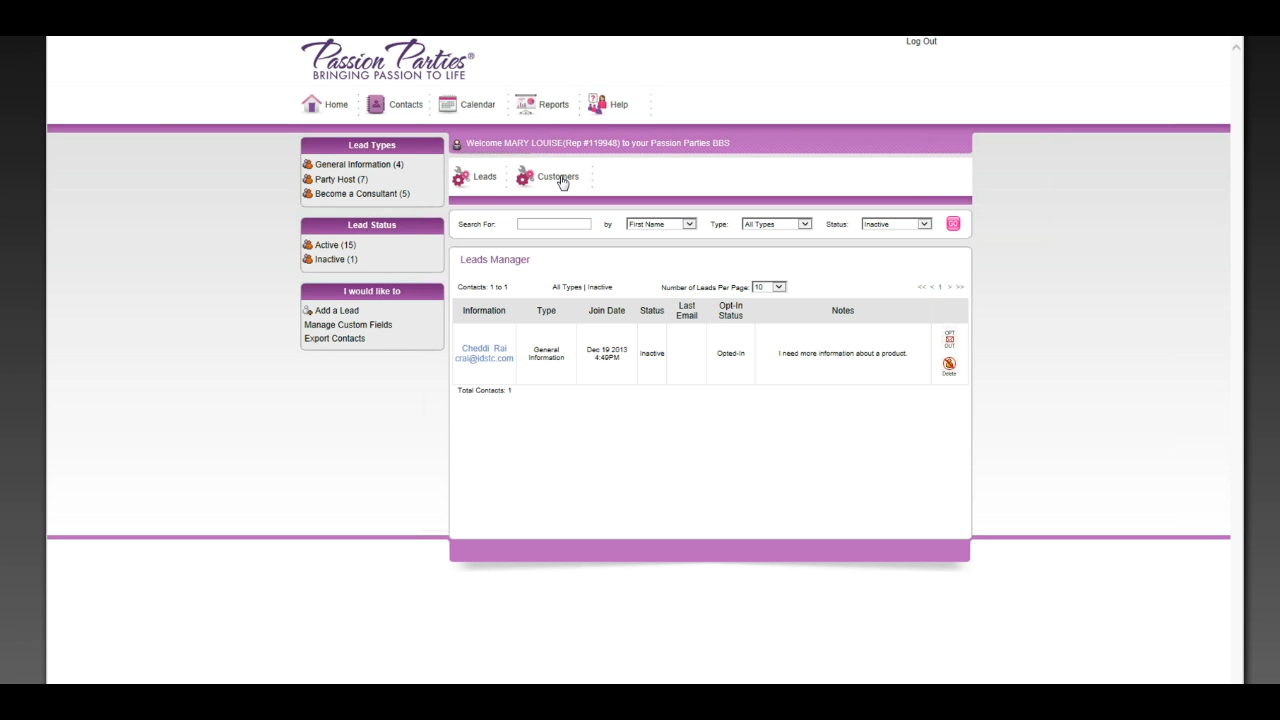 Log Out
Passion Parties®
BRINGING PASSION TO LIFE
Home Contacts Calendar Reports Help
Lead Types
General Information (4)
Party Host (7)
Become a Consultant (5)
Lead Status
Active (15)
Inactive (1)
I would like to
Add a Lead
Manage Custom Fields
Export Contacts
Welcome MARY LOUISE(Rep #119948) to your Passion Parties BBS
Leads Customers
Search For: by First Name Type: All Types Status: Inactive GO
Leads Manager
Contacts: 1 to 1 All Types | Inactive Number of Leads Per Page: 10 << < 1 > >>
Information Type Join Date Status Last Email Opt-In Status Notes
Cheddi Rai
crai@idstc.com
General Information
Dec 19 2013
4:49PM
Inactive
Opted-In
I need more information about a product.
OPT
OUT
Delete
Total Contacts: 1